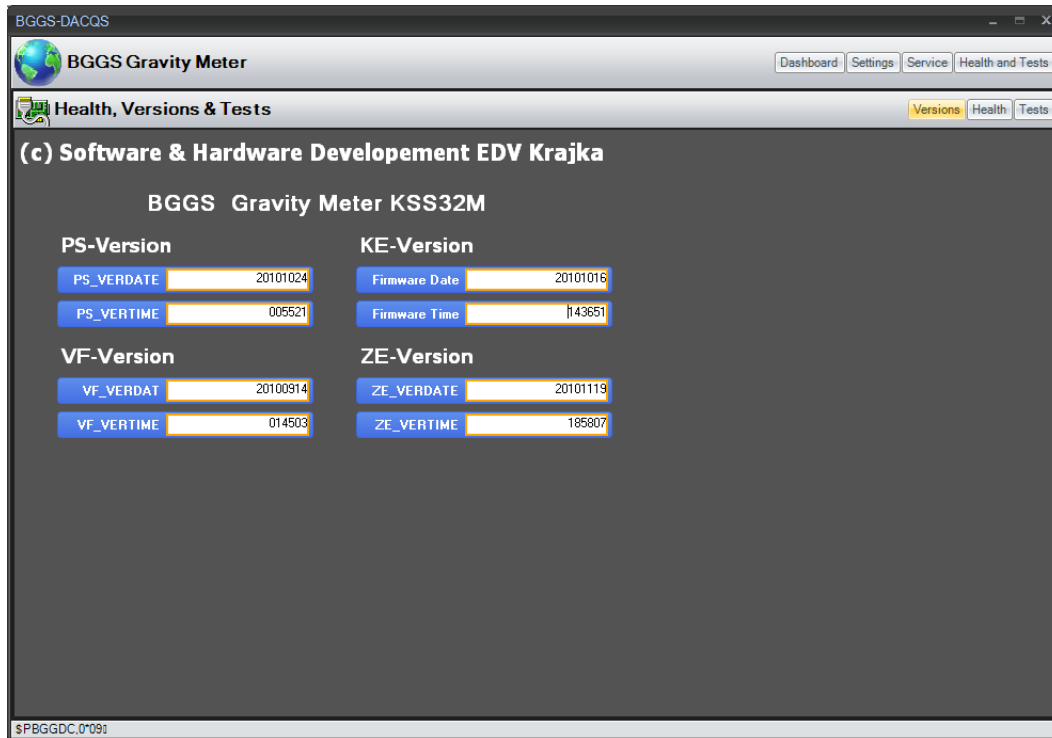 BGGS-DACQS
BGGS Gravity Meter
Dashboard Settings Service Health and Tests
Health, Versions & Tests
Versions Health Tests
(c) Software & Hardware Developement EDV Krajka
BGGS Gravity Meter KSS32M
PS-Version KE-Version
PS_VERDATE 20101024 Firmware Date 20101016
PS_VERTIME 005521 Firmware Time 143651
VF-Version ZE-Version
VF_VERDAT 20100914 ZE_VERDATE 20101119
VF_VERTIME 014503 ZE_VERTIME 185807
$PBGGDC,0*09▯